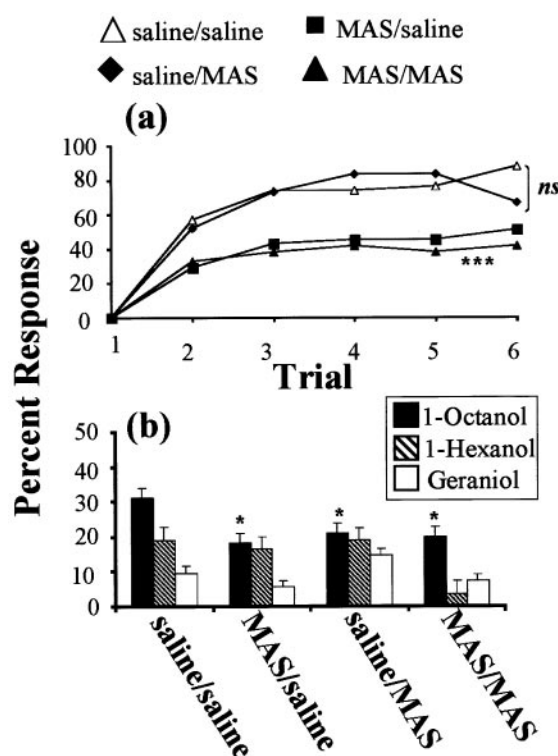 saline/saline MAS/saline
saline/MAS MAS/MAS
(a)
100
80
60
40
20
0
ns
***
1 2 3 4 5 6
Trial
Percent Response
(b)
1-Octanol
1-Hexanol
Geraniol
50
40
30
20
10
0
* * *
saline/saline
MAS/saline
saline/MAS
MAS/MAS